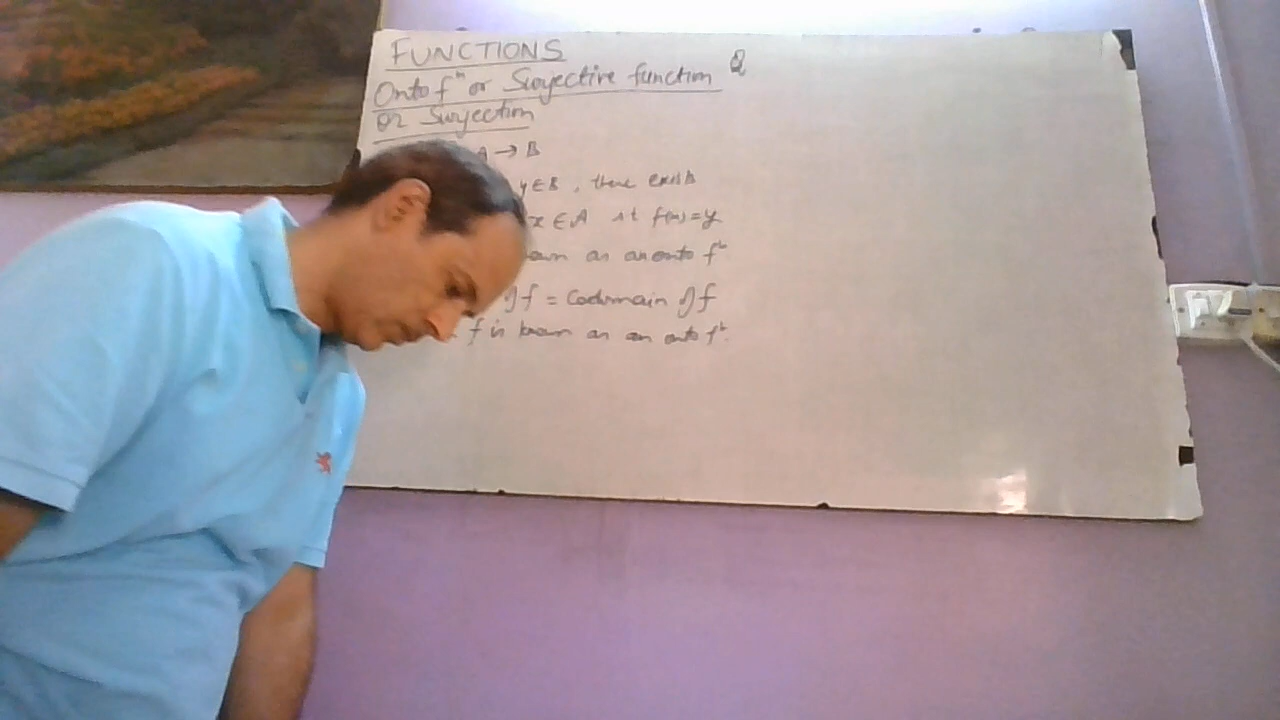 FUNCTIONS
Onto fⁿ or Surjective function Q
or Surjection
A → B
y ∈ B, there exists
x ∈ A st f(x) = y
known as an onto fⁿ
of f = Codomain of f
f is known as an onto fⁿ.